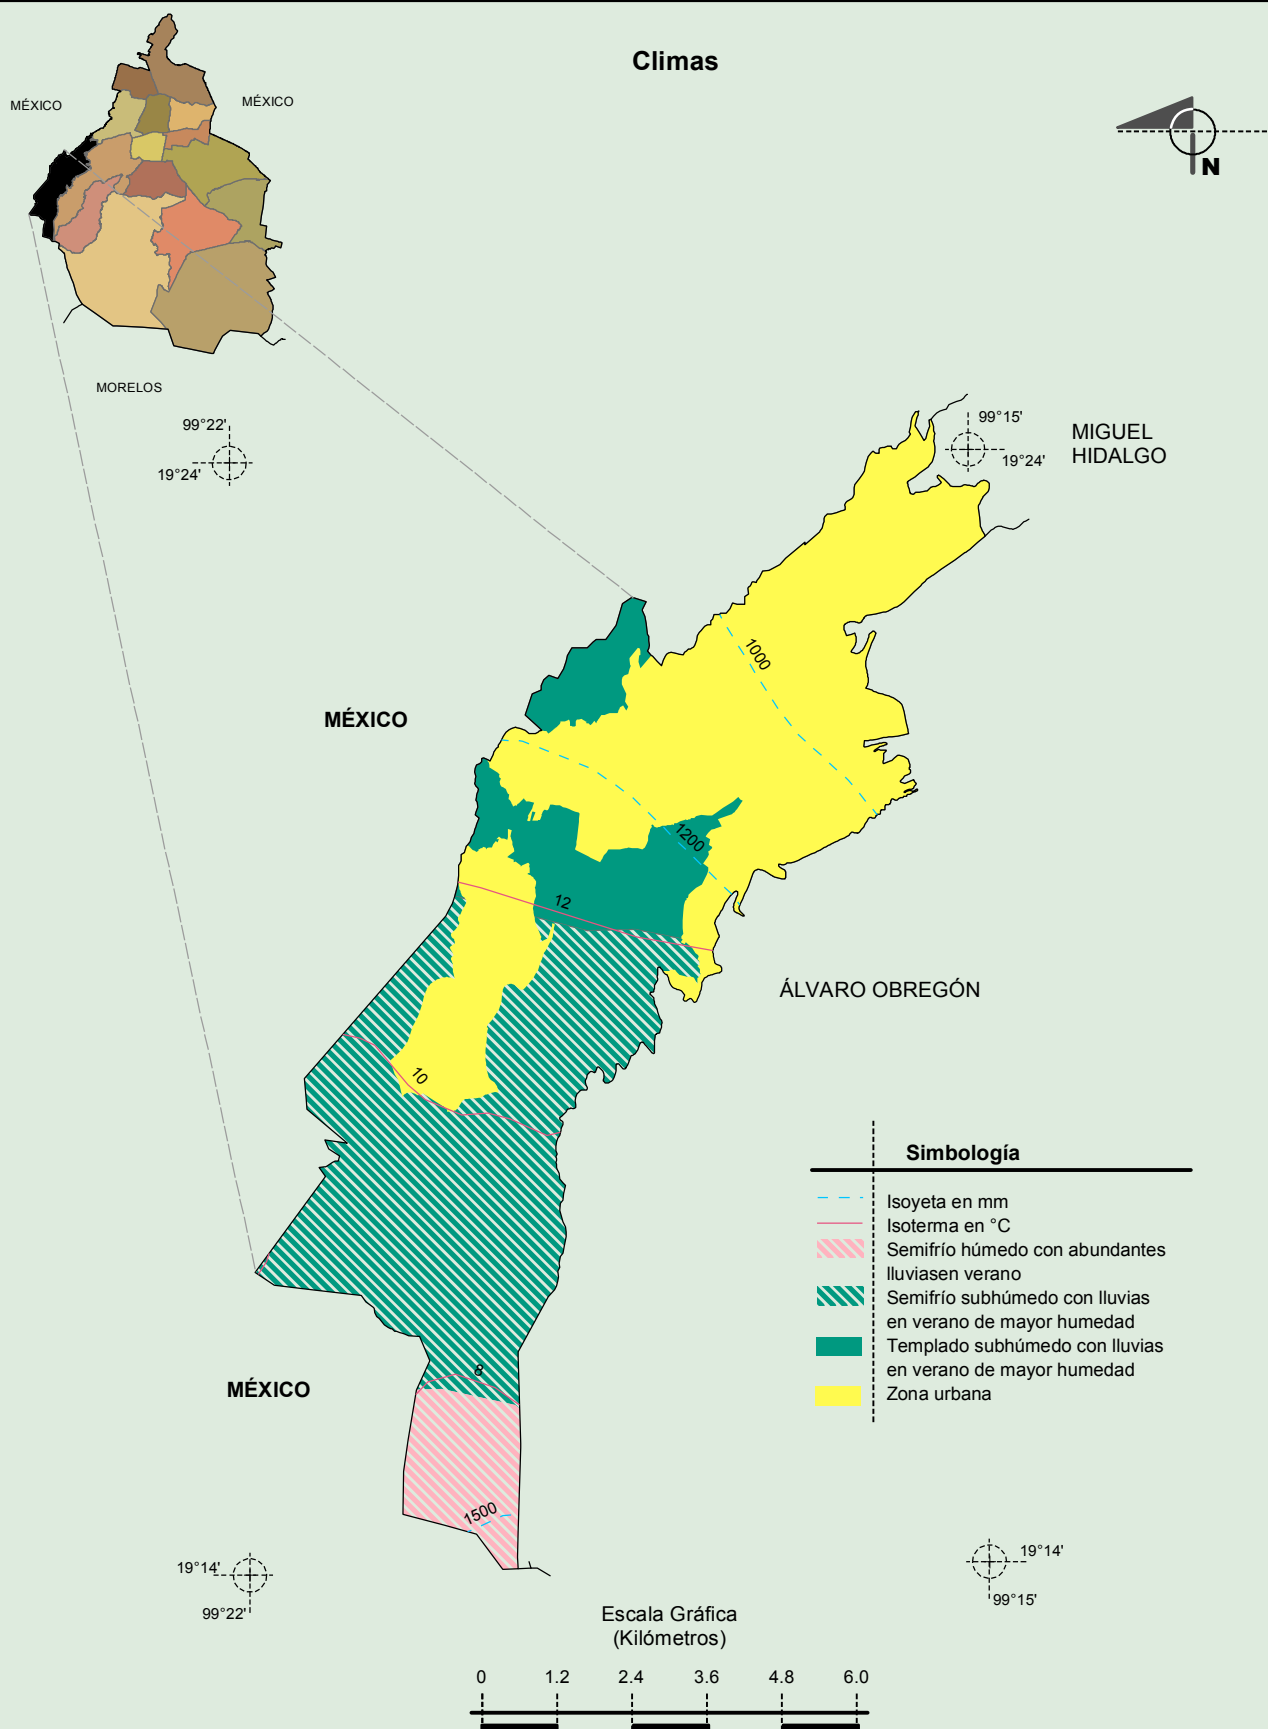 Climas
MÉXICO
MÉXICO
N
MORELOS
99°22'
19°24'
99°15'
19°24'
MIGUEL
HIDALGO
1000
MÉXICO
1200
12
ÁLVARO OBREGÓN
10
Simbología
Isoyeta en mm
Isoterma en °C
Semifrío húmedo con abundantes
lluviasen verano
Semifrío subhúmedo con lluvias
en verano de mayor humedad
Templado subhúmedo con lluvias
en verano de mayor humedad
Zona urbana
8
MÉXICO
1500
19°14'
99°22'
19°14'
99°15'
Escala Gráfica
(Kilómetros)
0 1.2 2.4 3.6 4.8 6.0